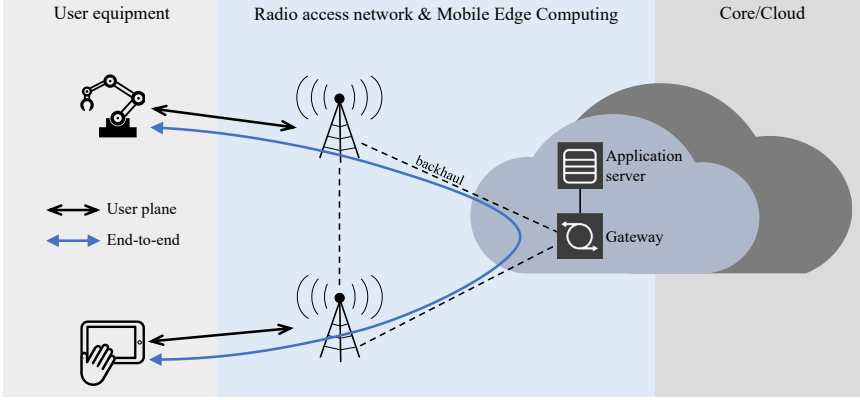 User equipment
Radio access network & Mobile Edge Computing
Core/Cloud
backhaul
Application
server
User plane
Gateway
End-to-end